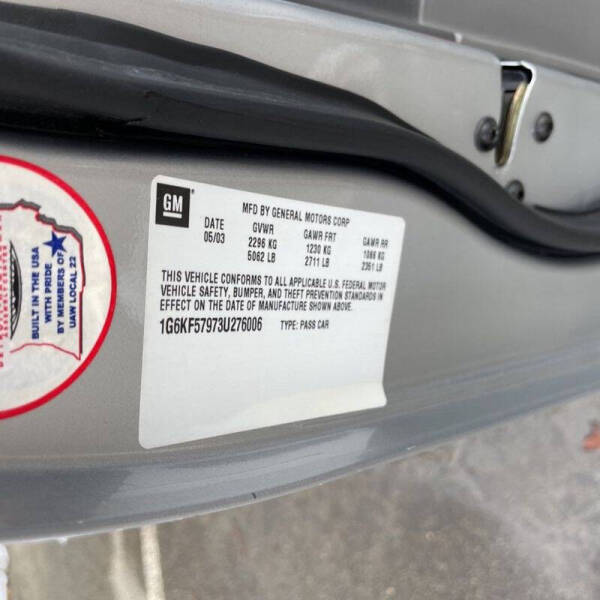 GM
MFD BY GENERAL MOTORS CORP
DATE GVWR GAWR FRT GAWR RR
05/03 2296 KG 1230 KG 1066 KG
5062 LB 2711 LB 2351 LB
THIS VEHICLE CONFORMS TO ALL APPLICABLE U.S. FEDERAL MOTOR
VEHICLE SAFETY, BUMPER, AND THEFT PREVENTION STANDARDS IN
EFFECT ON THE DATE OF MANUFACTURE SHOWN ABOVE.
1G6KF57973U276006 TYPE: PASS CAR
BUILT IN THE USA
WITH PRIDE
BY MEMBERS OF
UAW LOCAL 22